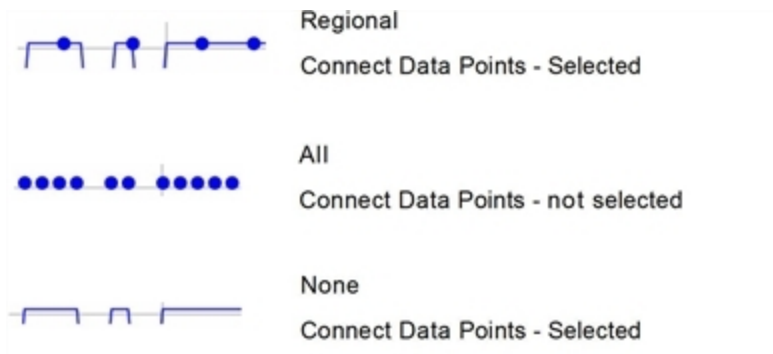 Regional
Connect Data Points - Selected
All
Connect Data Points - not selected
None
Connect Data Points - Selected